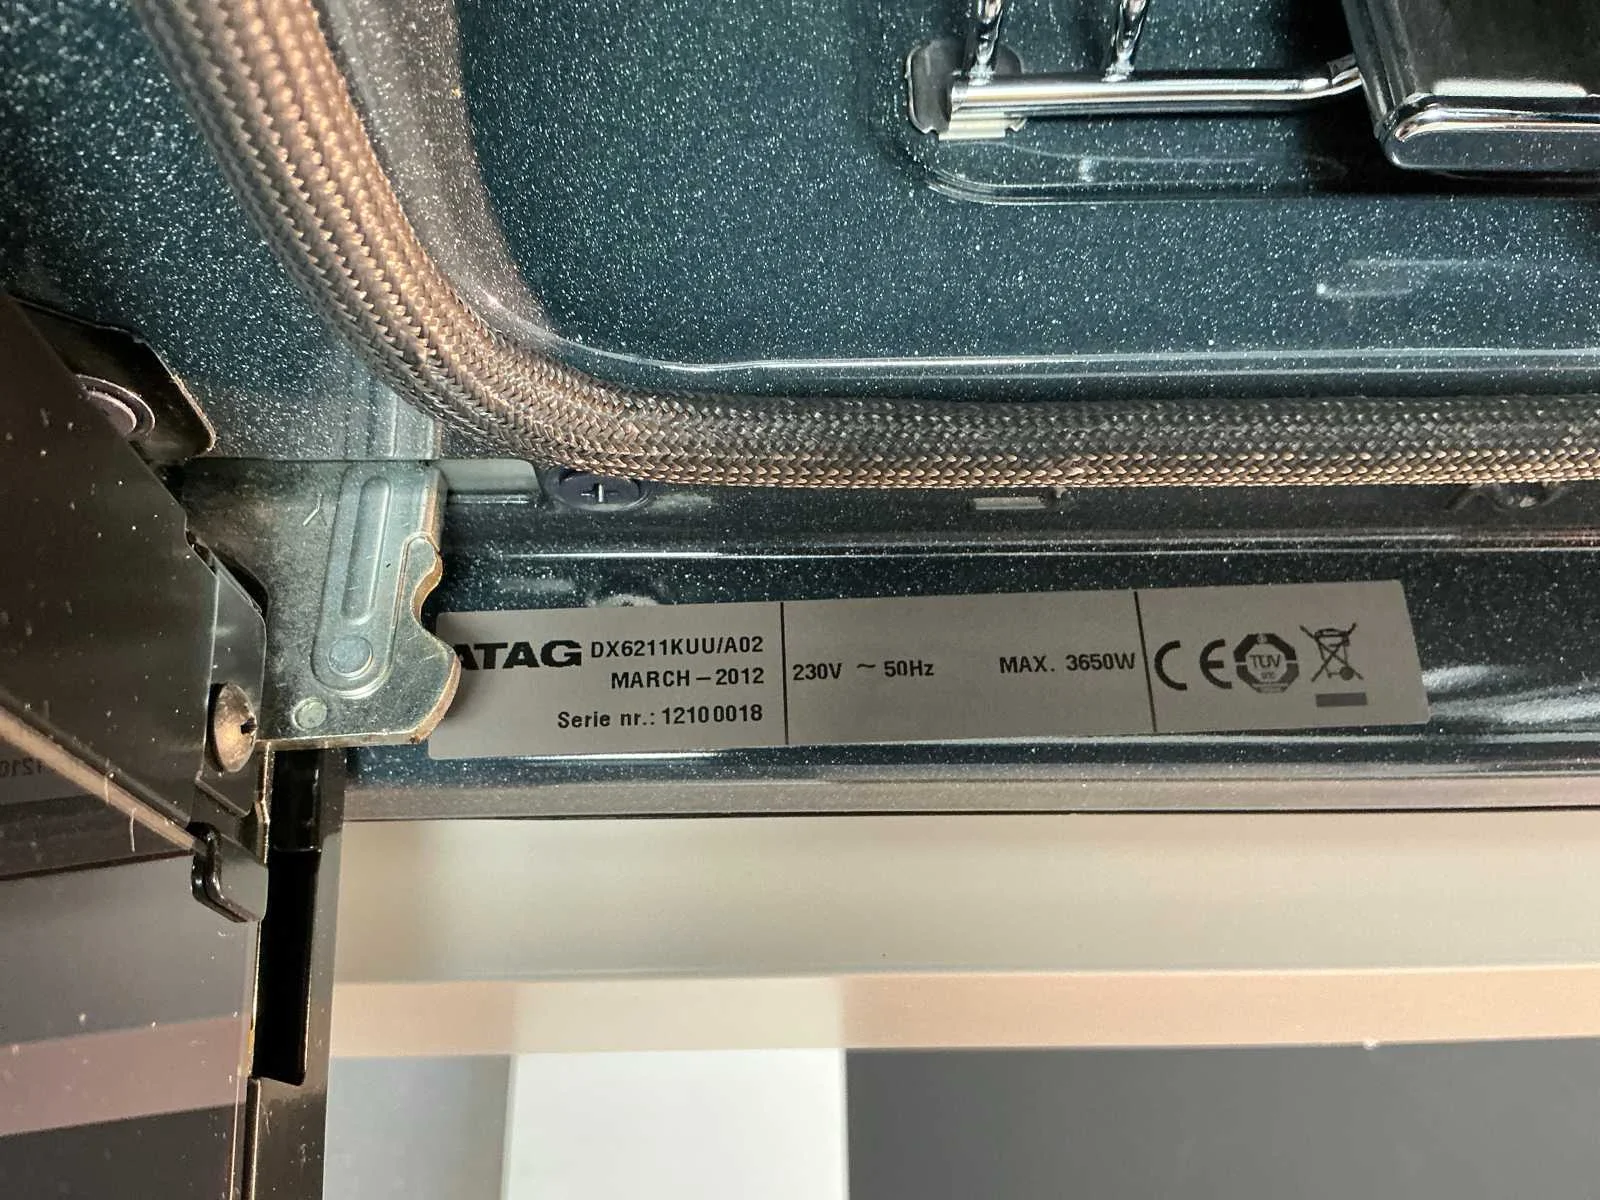 ATAG DX6211KUU/A02
MARCH – 2012
Serie nr.: 12100018
230V ~ 50Hz MAX. 3650W
CE
TÜV